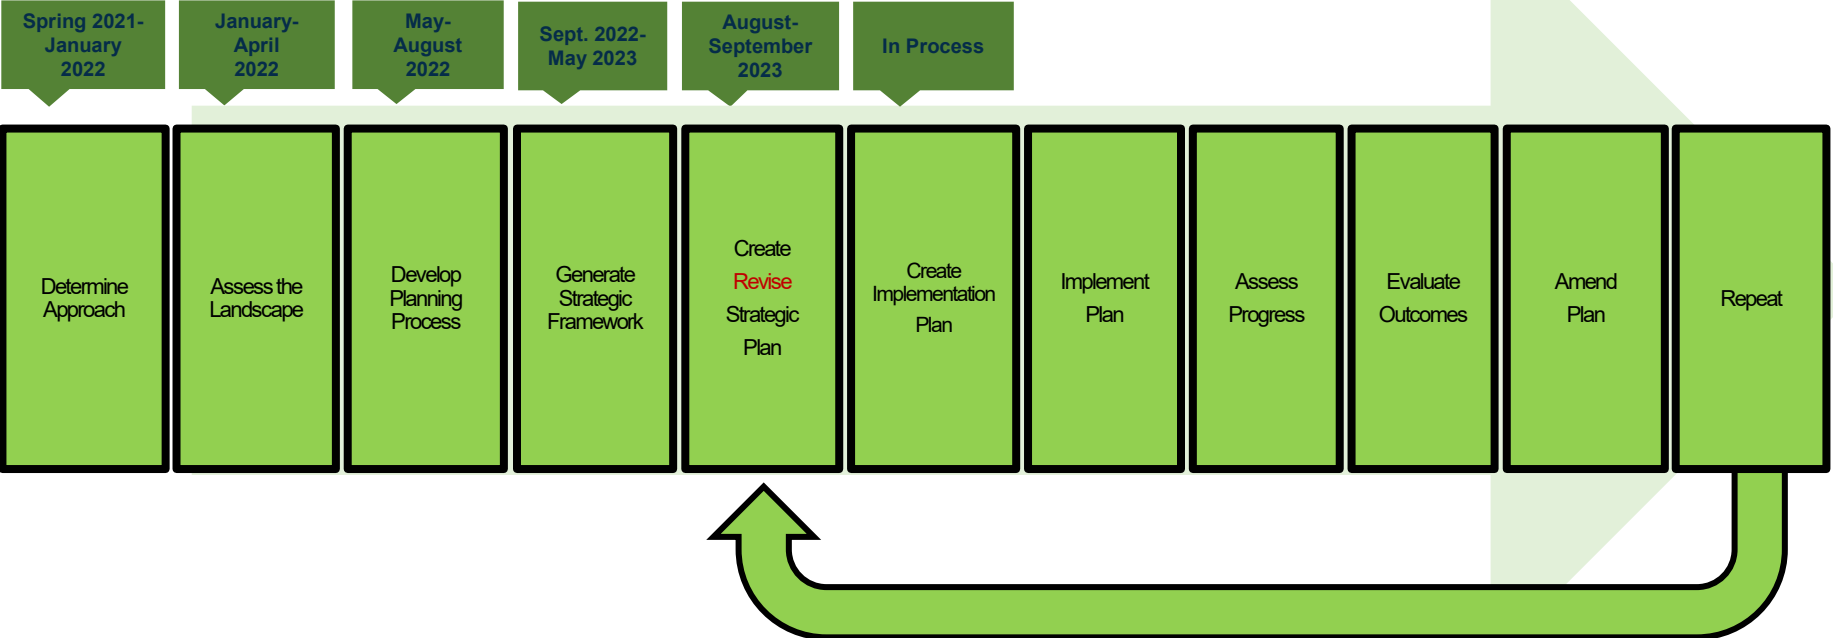 Spring 2021-
January
2022
January-
April
2022
May-
August
2022
Sept. 2022-
May 2023
August-
September
2023
In Process
Determine
Approach
Assess the
Landscape
Develop
Planning
Process
Generate
Strategic
Framework
Create
Revise
Strategic
Plan
Create
Implementation
Plan
Implement
Plan
Assess
Progress
Evaluate
Outcomes
Amend
Plan
Repeat